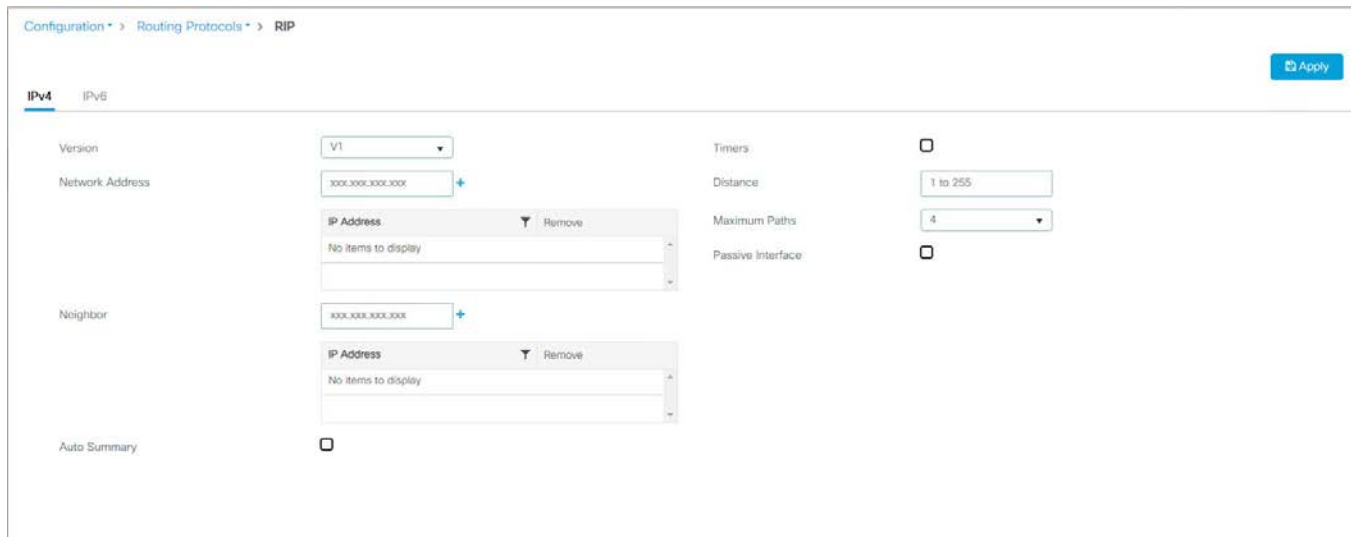 Configuration > Routing Protocols > RIP
Apply
IPv4 IPv6
Version V1
Network Address xxx.xxx.xxx.xxx +
IP Address Remove
No items to display
Neighbor xxx.xxx.xxx.xxx +
IP Address Remove
No items to display
Auto Summary
Timers
Distance 1 to 255
Maximum Paths 4
Passive Interface